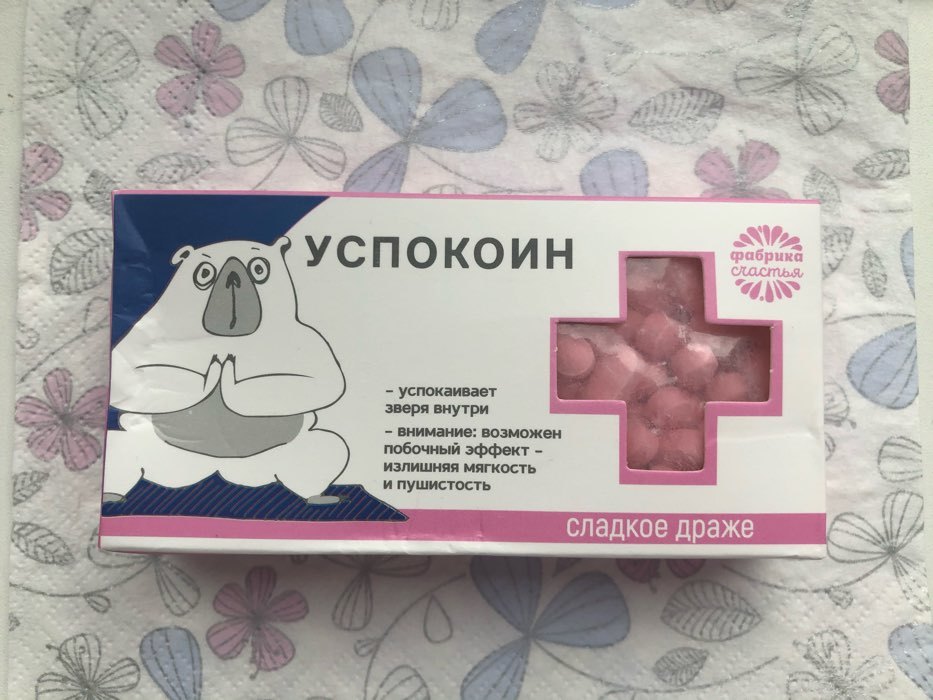 УСПОКОИН
фабрика
счастья
– успокаивает
зверя внутри
– внимание: возможен
побочный эффект –
излишняя мягкость
и пушистость
сладкое драже